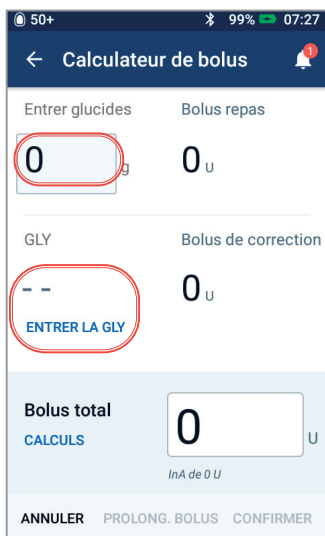 50+ 99% 07:27
Calculateur de bolus
1
Entrer glucides Bolus repas
0 g 0 U
GLY Bolus de correction
-- 0 U
ENTRER LA GLY
Bolus total
CALCULS 0 U
InA de 0 U
ANNULER PROLONG. BOLUS CONFIRMER